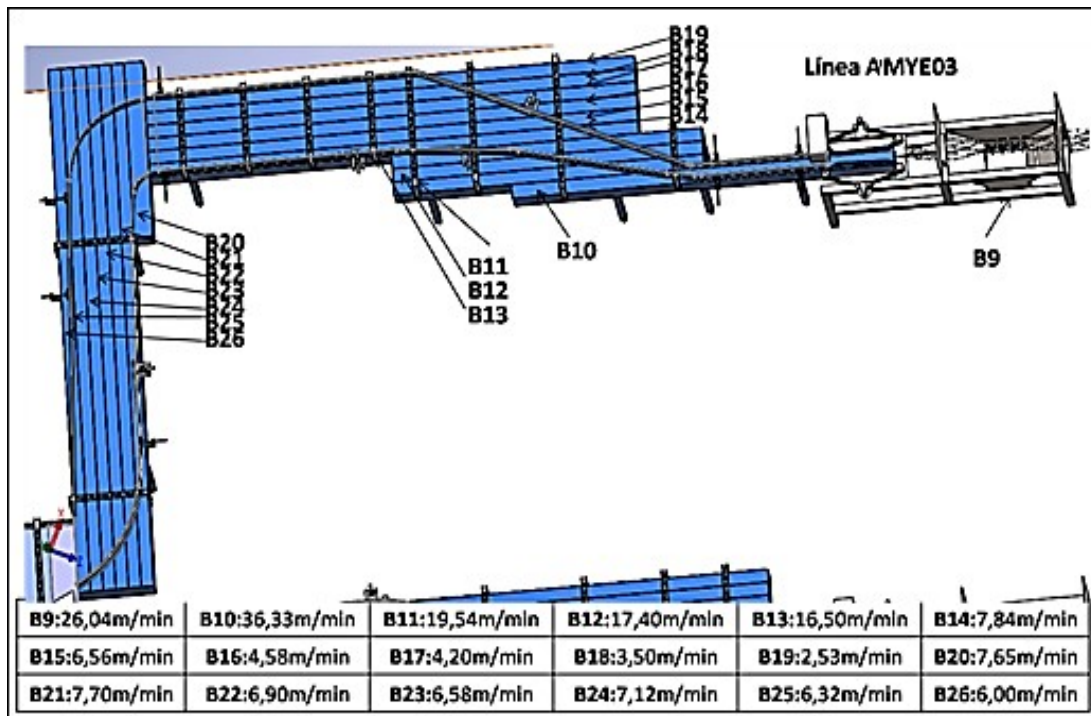 B19
B18
B17
B16
B15
B14
Línea A'MYE03
B9
B10
B11
B12
B13
B20
B21
B22
B23
B24
B25
B26
B9:26,04m/min B10:36,33m/min B11:19,54m/min B12:17,40m/min B13:16,50m/min B14:7,84m/min
B15:6,56m/min B16:4,58m/min B17:4,20m/min B18:3,50m/min B19:2,53m/min B20:7,65m/min
B21:7,70m/min B22:6,90m/min B23:6,58m/min B24:7,12m/min B25:6,32m/min B26:6,00m/min